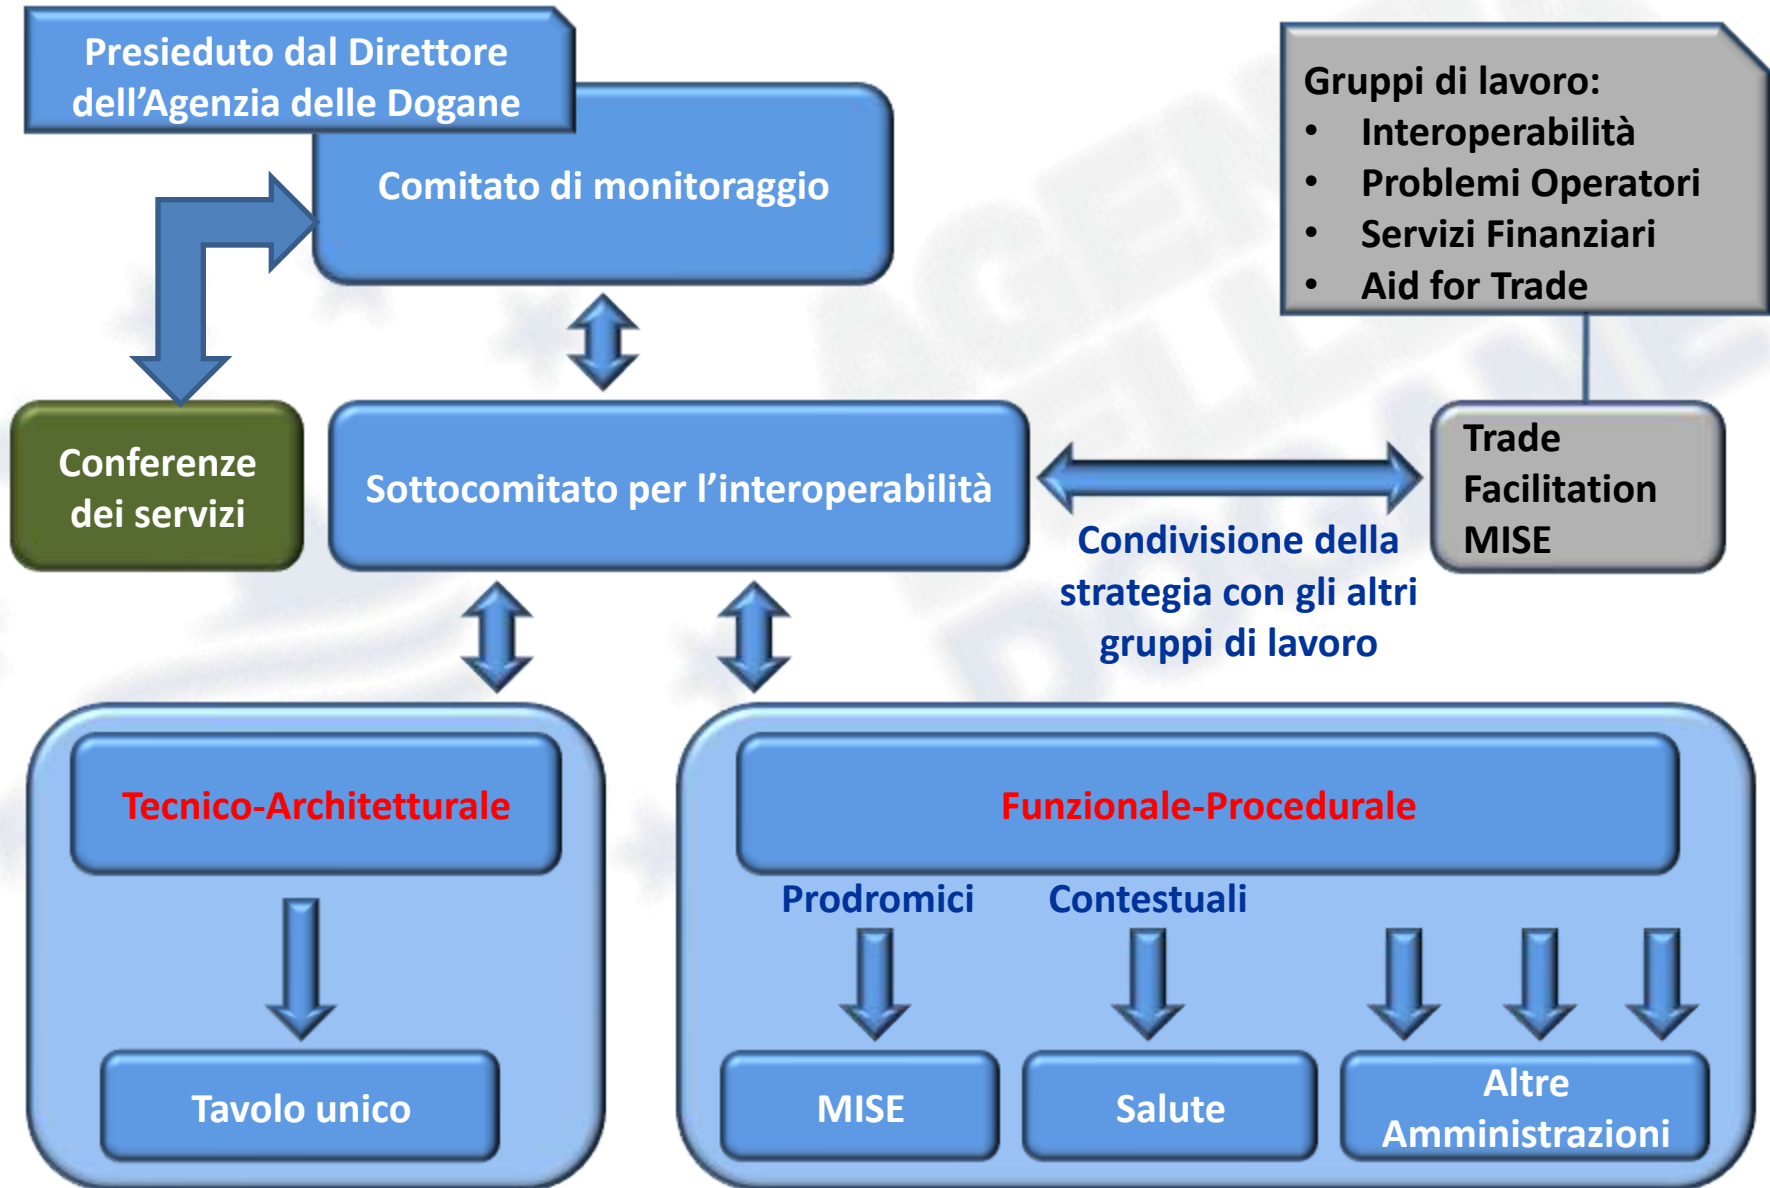 Presieduto dal Direttore
dell'Agenzia delle Dogane
Comitato di monitoraggio
Gruppi di lavoro:
• Interoperabilità
• Problemi Operatori
• Servizi Finanziari
• Aid for Trade
Conferenze
dei servizi
Sottocomitato per l’interoperabilità
Trade
Facilitation
MISE
Condivisione della
strategia con gli altri
gruppi di lavoro
Tecnico-Architetturale
Funzionale-Procedurale
Prodromici
Contestuali
Tavolo unico
MISE
Salute
Altre
Amministrazioni